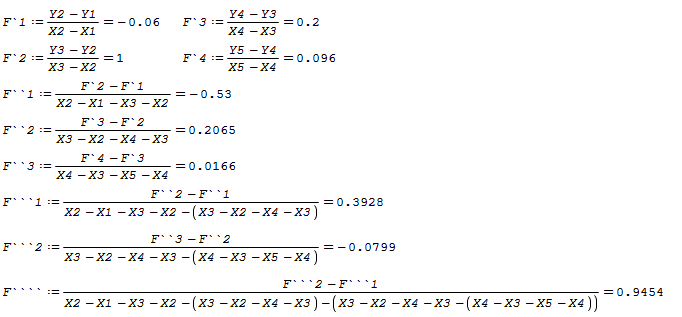 F`1 := (Y2 - Y1)/(X2 - X1) = -0.06 F`3 := (Y4 - Y3)/(X4 - X3) = 0.2
F`2 := (Y3 - Y2)/(X3 - X2) = 1 F`4 := (Y5 - Y4)/(X5 - X4) = 0.096
F``1 := (F`2 - F`1)/(X2 - X1 - X3 - X2) = -0.53
F``2 := (F`3 - F`2)/(X3 - X2 - X4 - X3) = 0.2065
F``3 := (F`4 - F`3)/(X4 - X3 - X5 - X4) = 0.0166
F```1 := (F``2 - F``1)/(X2 - X1 - X3 - X2 - (X3 - X2 - X4 - X3)) = 0.3928
F```2 := (F``3 - F``2)/(X3 - X2 - X4 - X3 - (X4 - X3 - X5 - X4)) = -0.0799
F```` := (F```2 - F```1)/(X2 - X1 - X3 - X2 - (X3 - X2 - X4 - X3) - (X3 - X2 - X4 - X3 - (X4 - X3 - X5 - X4))) = 0.9454